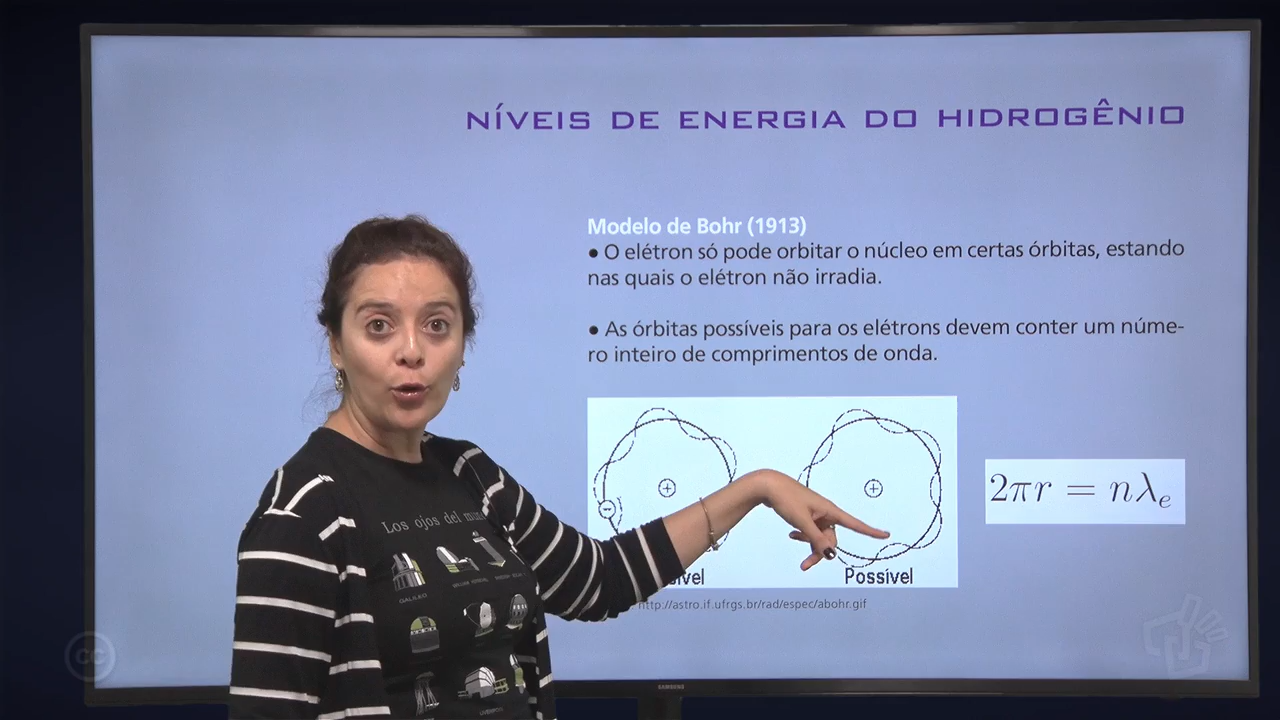 NÍVEIS DE ENERGIA DO HIDROGÊNIO
Modelo de Bohr (1913)
• O elétron só pode orbitar o núcleo em certas órbitas, estando
nas quais o elétron não irradia.
• As órbitas possíveis para os elétrons devem conter um núme-
ro inteiro de comprimentos de onda.
+
+
−
2πr = nλe
Possível
http://astro.if.ufrgs.br/rad/espec/abohr.gif
Los ojos del
GALILEO
cc
SAMSUNG